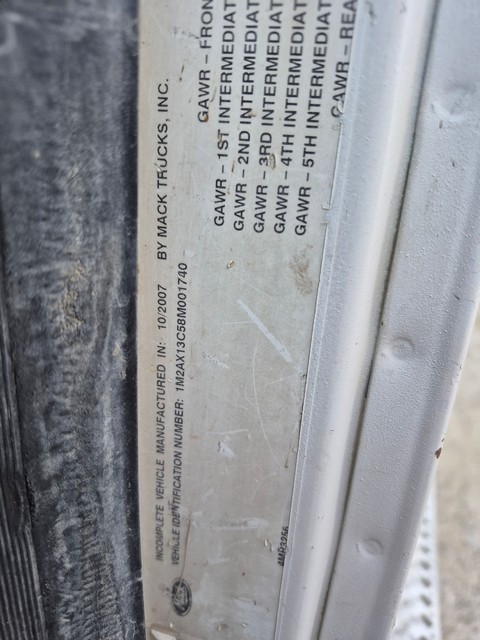 INCOMPLETE VEHICLE MANUFACTURED IN: 10/2007 BY MACK TRUCKS, INC.
VEHICLE IDENTIFICATION NUMBER: 1M2AX13C58M001740
GAWR - FRON
GAWR - 1ST INTERMEDIAT
GAWR - 2ND INTERMEDIAT
GAWR - 3RD INTERMEDIAT
GAWR - 4TH INTERMEDIAT
GAWR - 5TH INTERMEDIAT
GAWR - REA
4MR3256